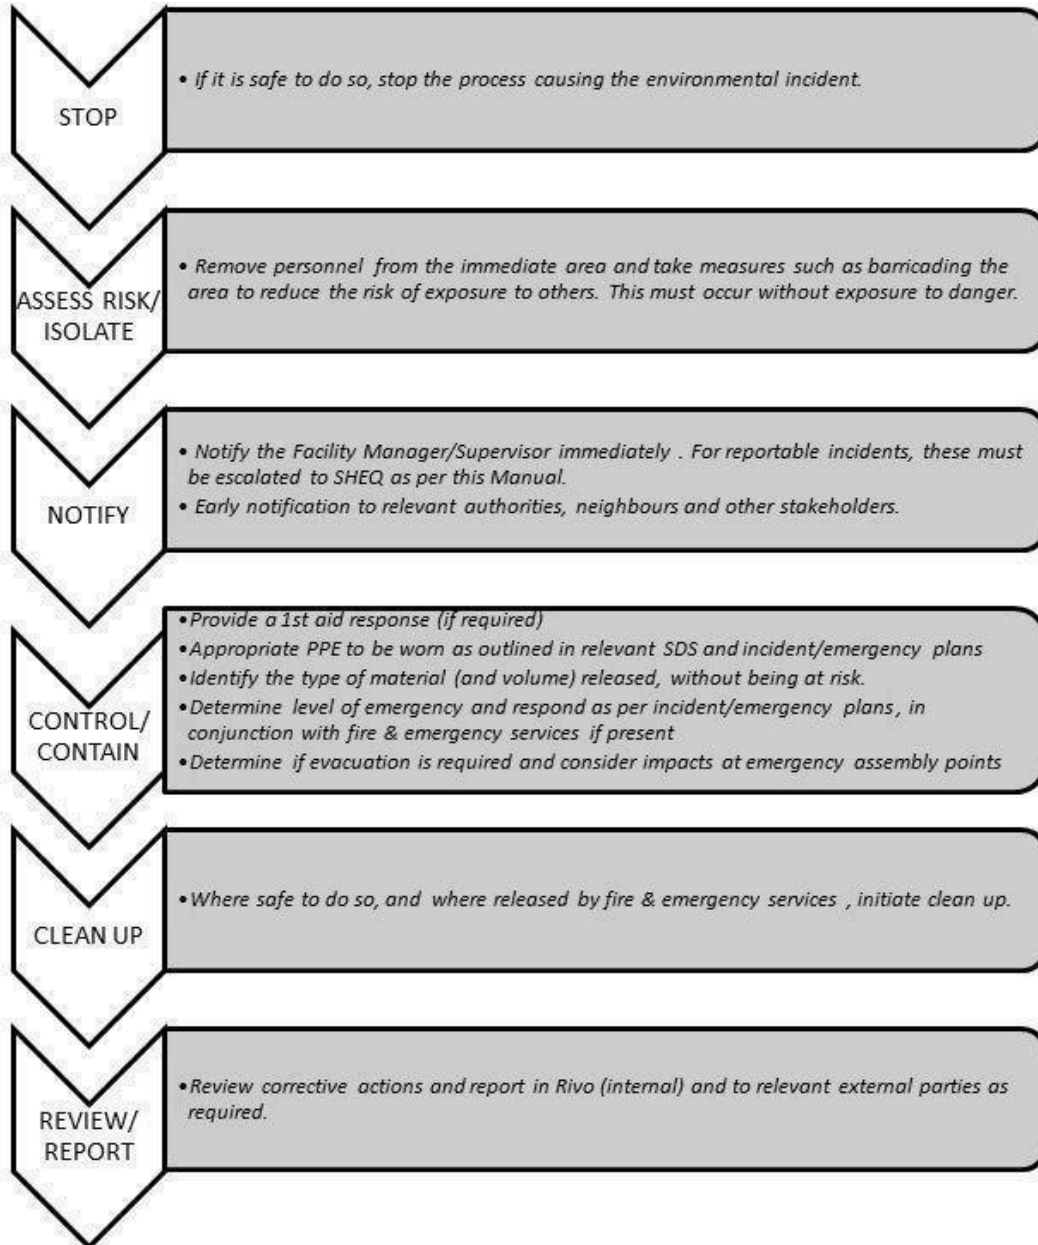 STOP
• If it is safe to do so, stop the process causing the environmental incident.
ASSESS RISK/
ISOLATE
• Remove personnel from the immediate area and take measures such as barricading the
area to reduce the risk of exposure to others. This must occur without exposure to danger.
NOTIFY
• Notify the Facility Manager/Supervisor immediately . For reportable incidents, these must
be escalated to SHEQ as per this Manual.
• Early notification to relevant authorities, neighbours and other stakeholders.
CONTROL/
CONTAIN
•Provide a 1st aid response (if required)
•Appropriate PPE to be worn as outlined in relevant SDS and incident/emergency plans
•Identify the type of material (and volume) released, without being at risk.
•Determine level of emergency and respond as per incident/emergency plans , in
conjunction with fire & emergency services if present
•Determine if evacuation is required and consider impacts at emergency assembly points
CLEAN UP
•Where safe to do so, and where released by fire & emergency services , initiate clean up.
REVIEW/
REPORT
•Review corrective actions and report in Rivo (internal) and to relevant external parties as
required.